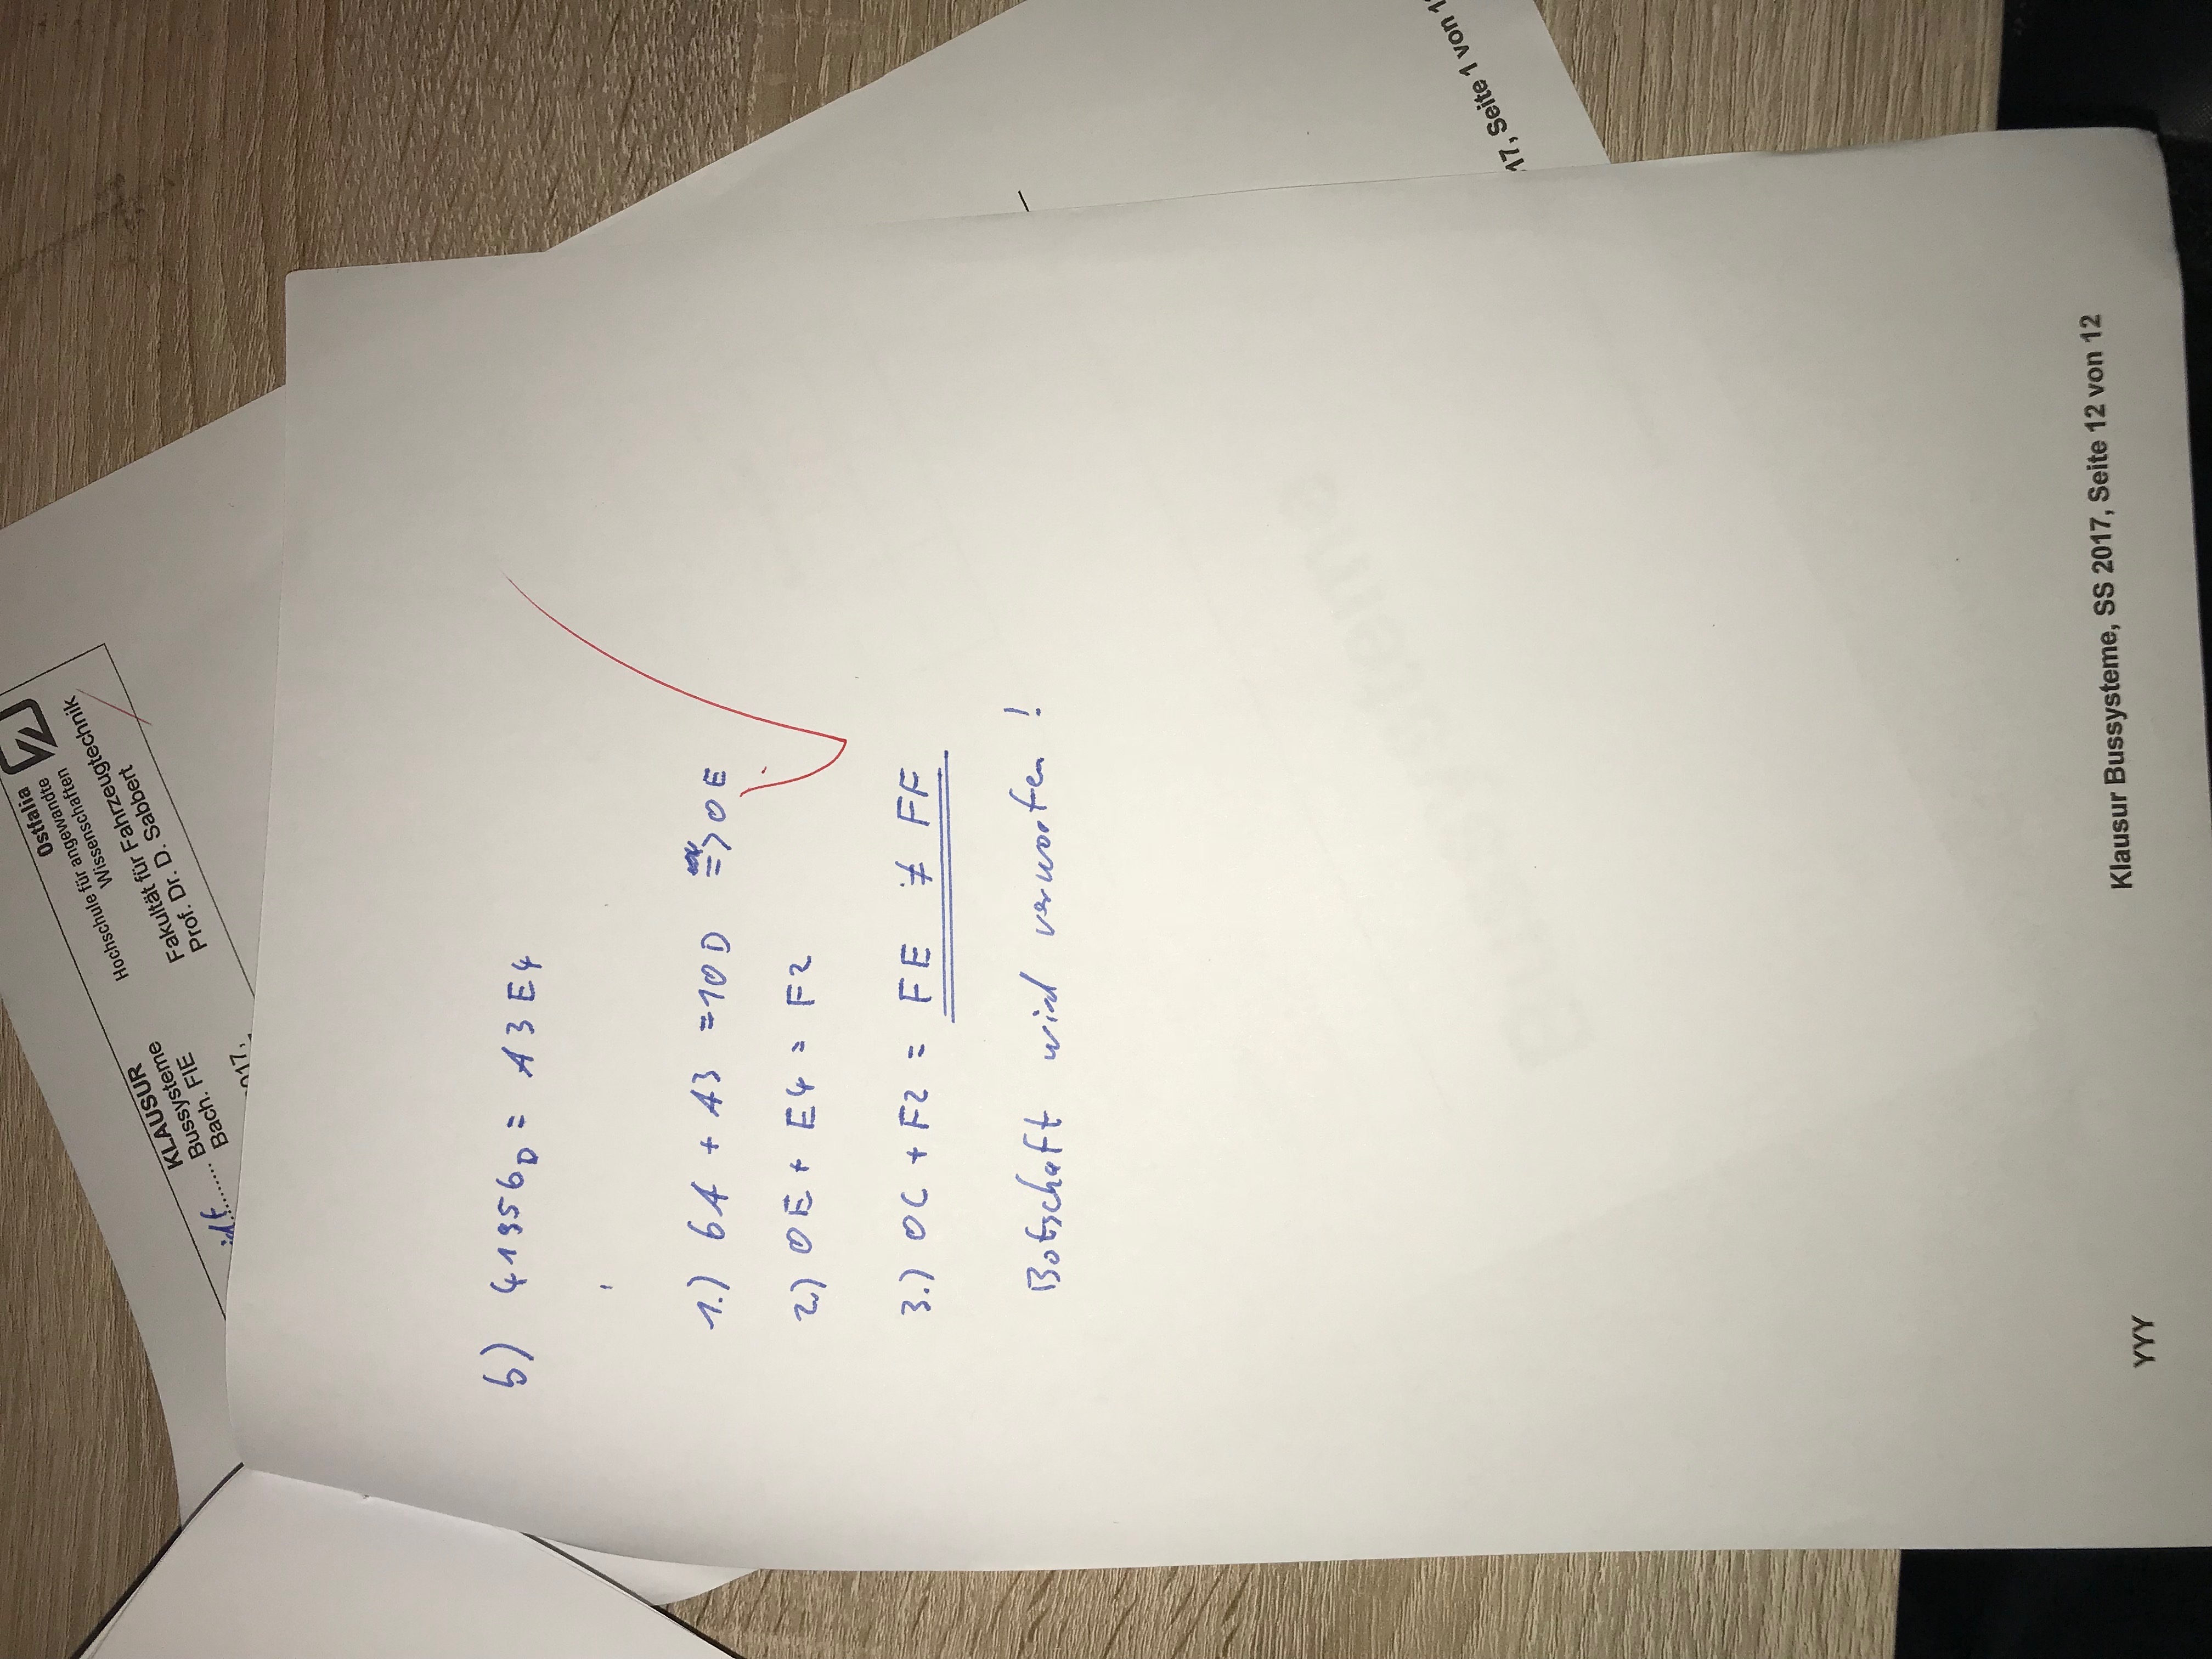 Ostfalia
Hochschule für angewandte
Wissenschaften
KLAUSUR
Bussysteme
Bach. FIE
Fakultät für Fahrzeugtechnik
Prof. Dr. D. Sabbert
017,
b) 41956D = A3E4
1.) 6A + A3 = 10D => 0E
2.) 0E + E4 = F2
3.) 0C + F2 = FE ≠ FF
Botschaft wird verworfen !
17, Seite 1 von 1
Bussysteme
Klausur Bussysteme, SS 2017, Seite 12 von 12
YYY